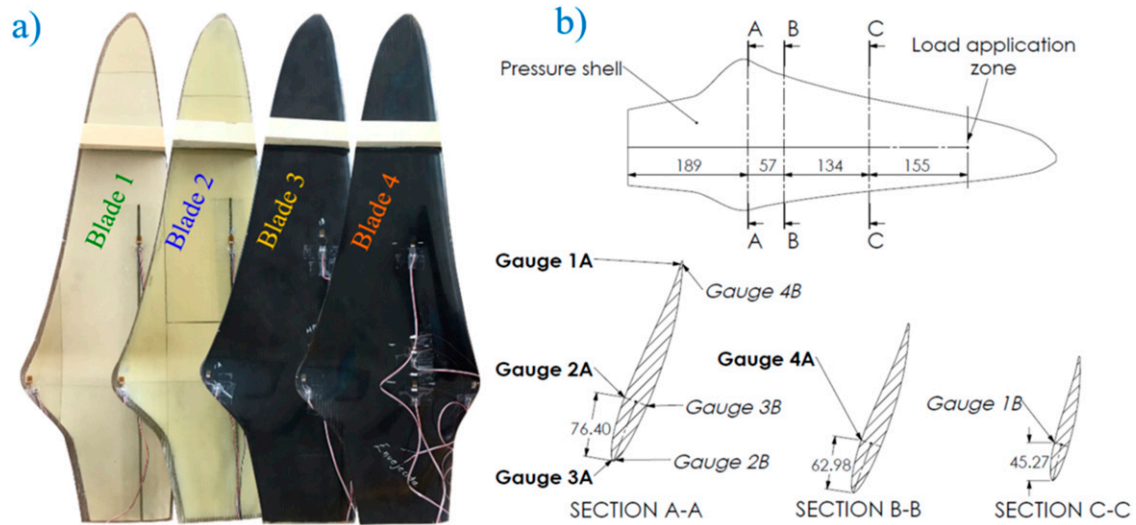 a)
Blade 1
Blade 2
Blade 3
Blade 4
Envejecida
b)
A
B
C
Load application
zone
Pressure shell
189
57
134
155
A
B
C
Gauge 1A
Gauge 4B
Gauge 2A
Gauge 3B
76.40
Gauge 3A
Gauge 2B
SECTION A-A
Gauge 4A
62.98
SECTION B-B
Gauge 1B
45.27
SECTION C-C